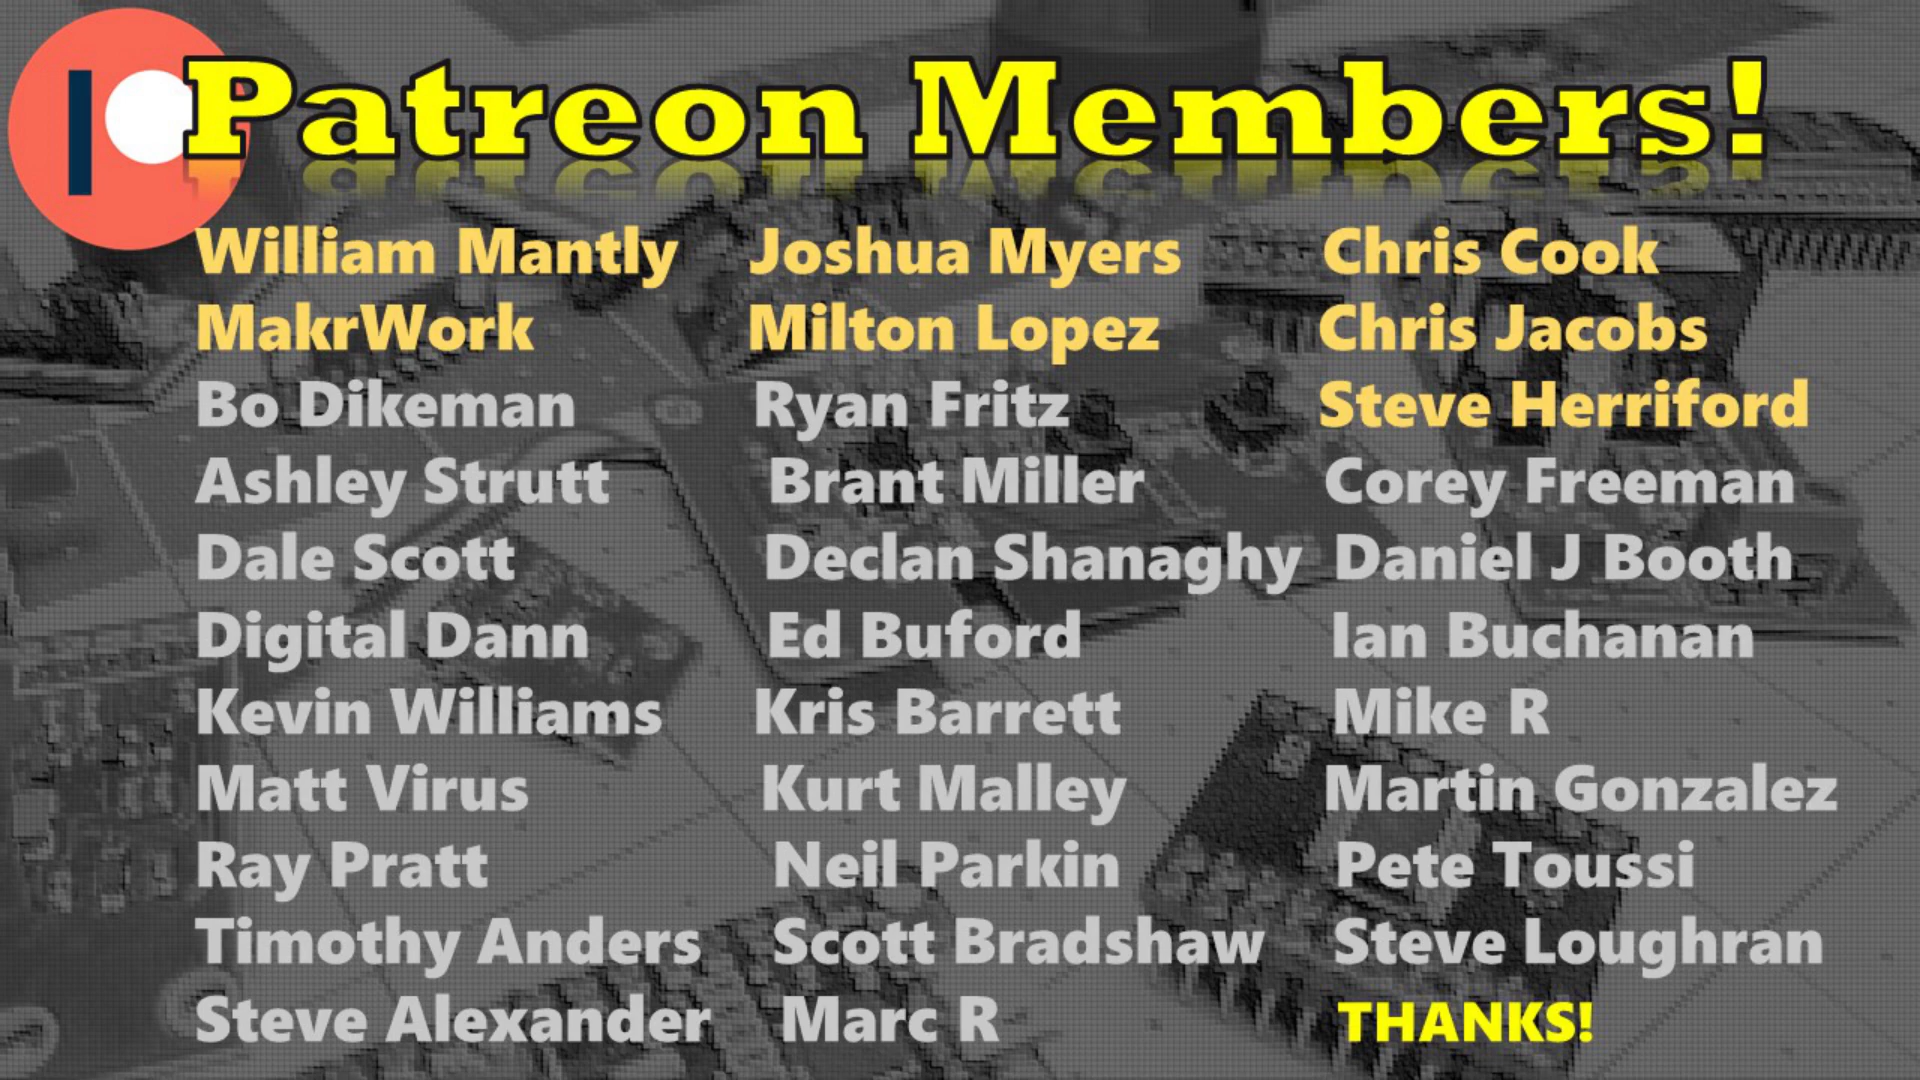 Patreon Members!
William Mantly Joshua Myers Chris Cook
MakrWork Milton Lopez Chris Jacobs
Bo Dikeman Ryan Fritz Steve Herriford
Ashley Strutt Brant Miller Corey Freeman
Dale Scott Declan Shanaghy Daniel J Booth
Digital Dann Ed Buford Ian Buchanan
Kevin Williams Kris Barrett Mike R
Matt Virus Kurt Malley Martin Gonzalez
Ray Pratt Neil Parkin Pete Toussi
Timothy Anders Scott Bradshaw Steve Loughran
Steve Alexander Marc R THANKS!